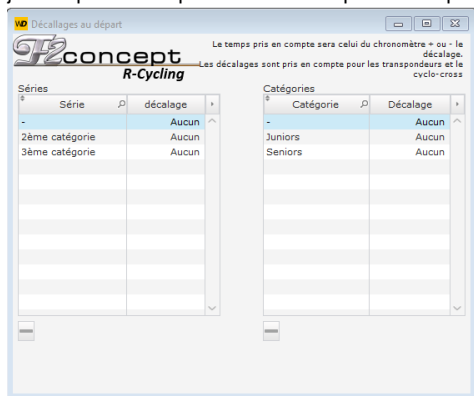 WD Décallages au départ
F2concept
R-Cycling
Le temps pris en compte sera celui du chronomètre + ou - le
décalage.
Les décalages sont pris en compte pour les transpondeurs et le
cyclo-cross
Séries
Série décalage
- Aucun
2ème catégorie Aucun
3ème catégorie Aucun
Catégories
Catégorie Décalage
- Aucun
Juniors Aucun
Seniors Aucun